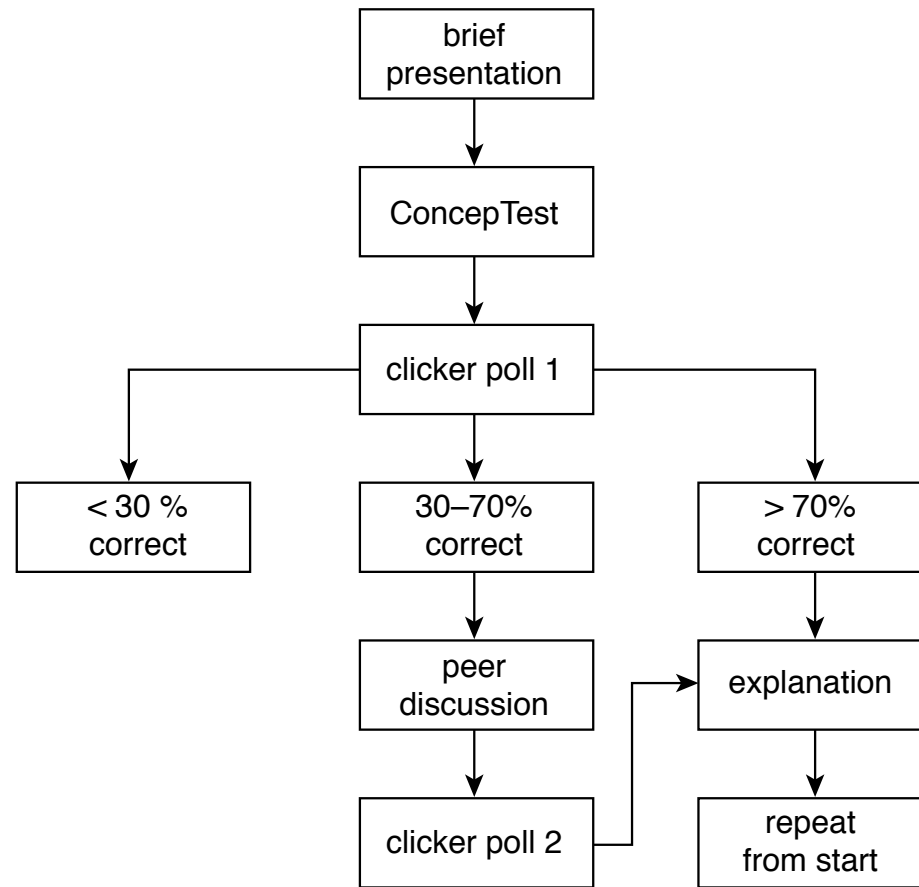 brief
presentation
ConcepTest
clicker poll 1
< 30 %
correct
30–70%
correct
> 70%
correct
peer
discussion
explanation
clicker poll 2
repeat
from start